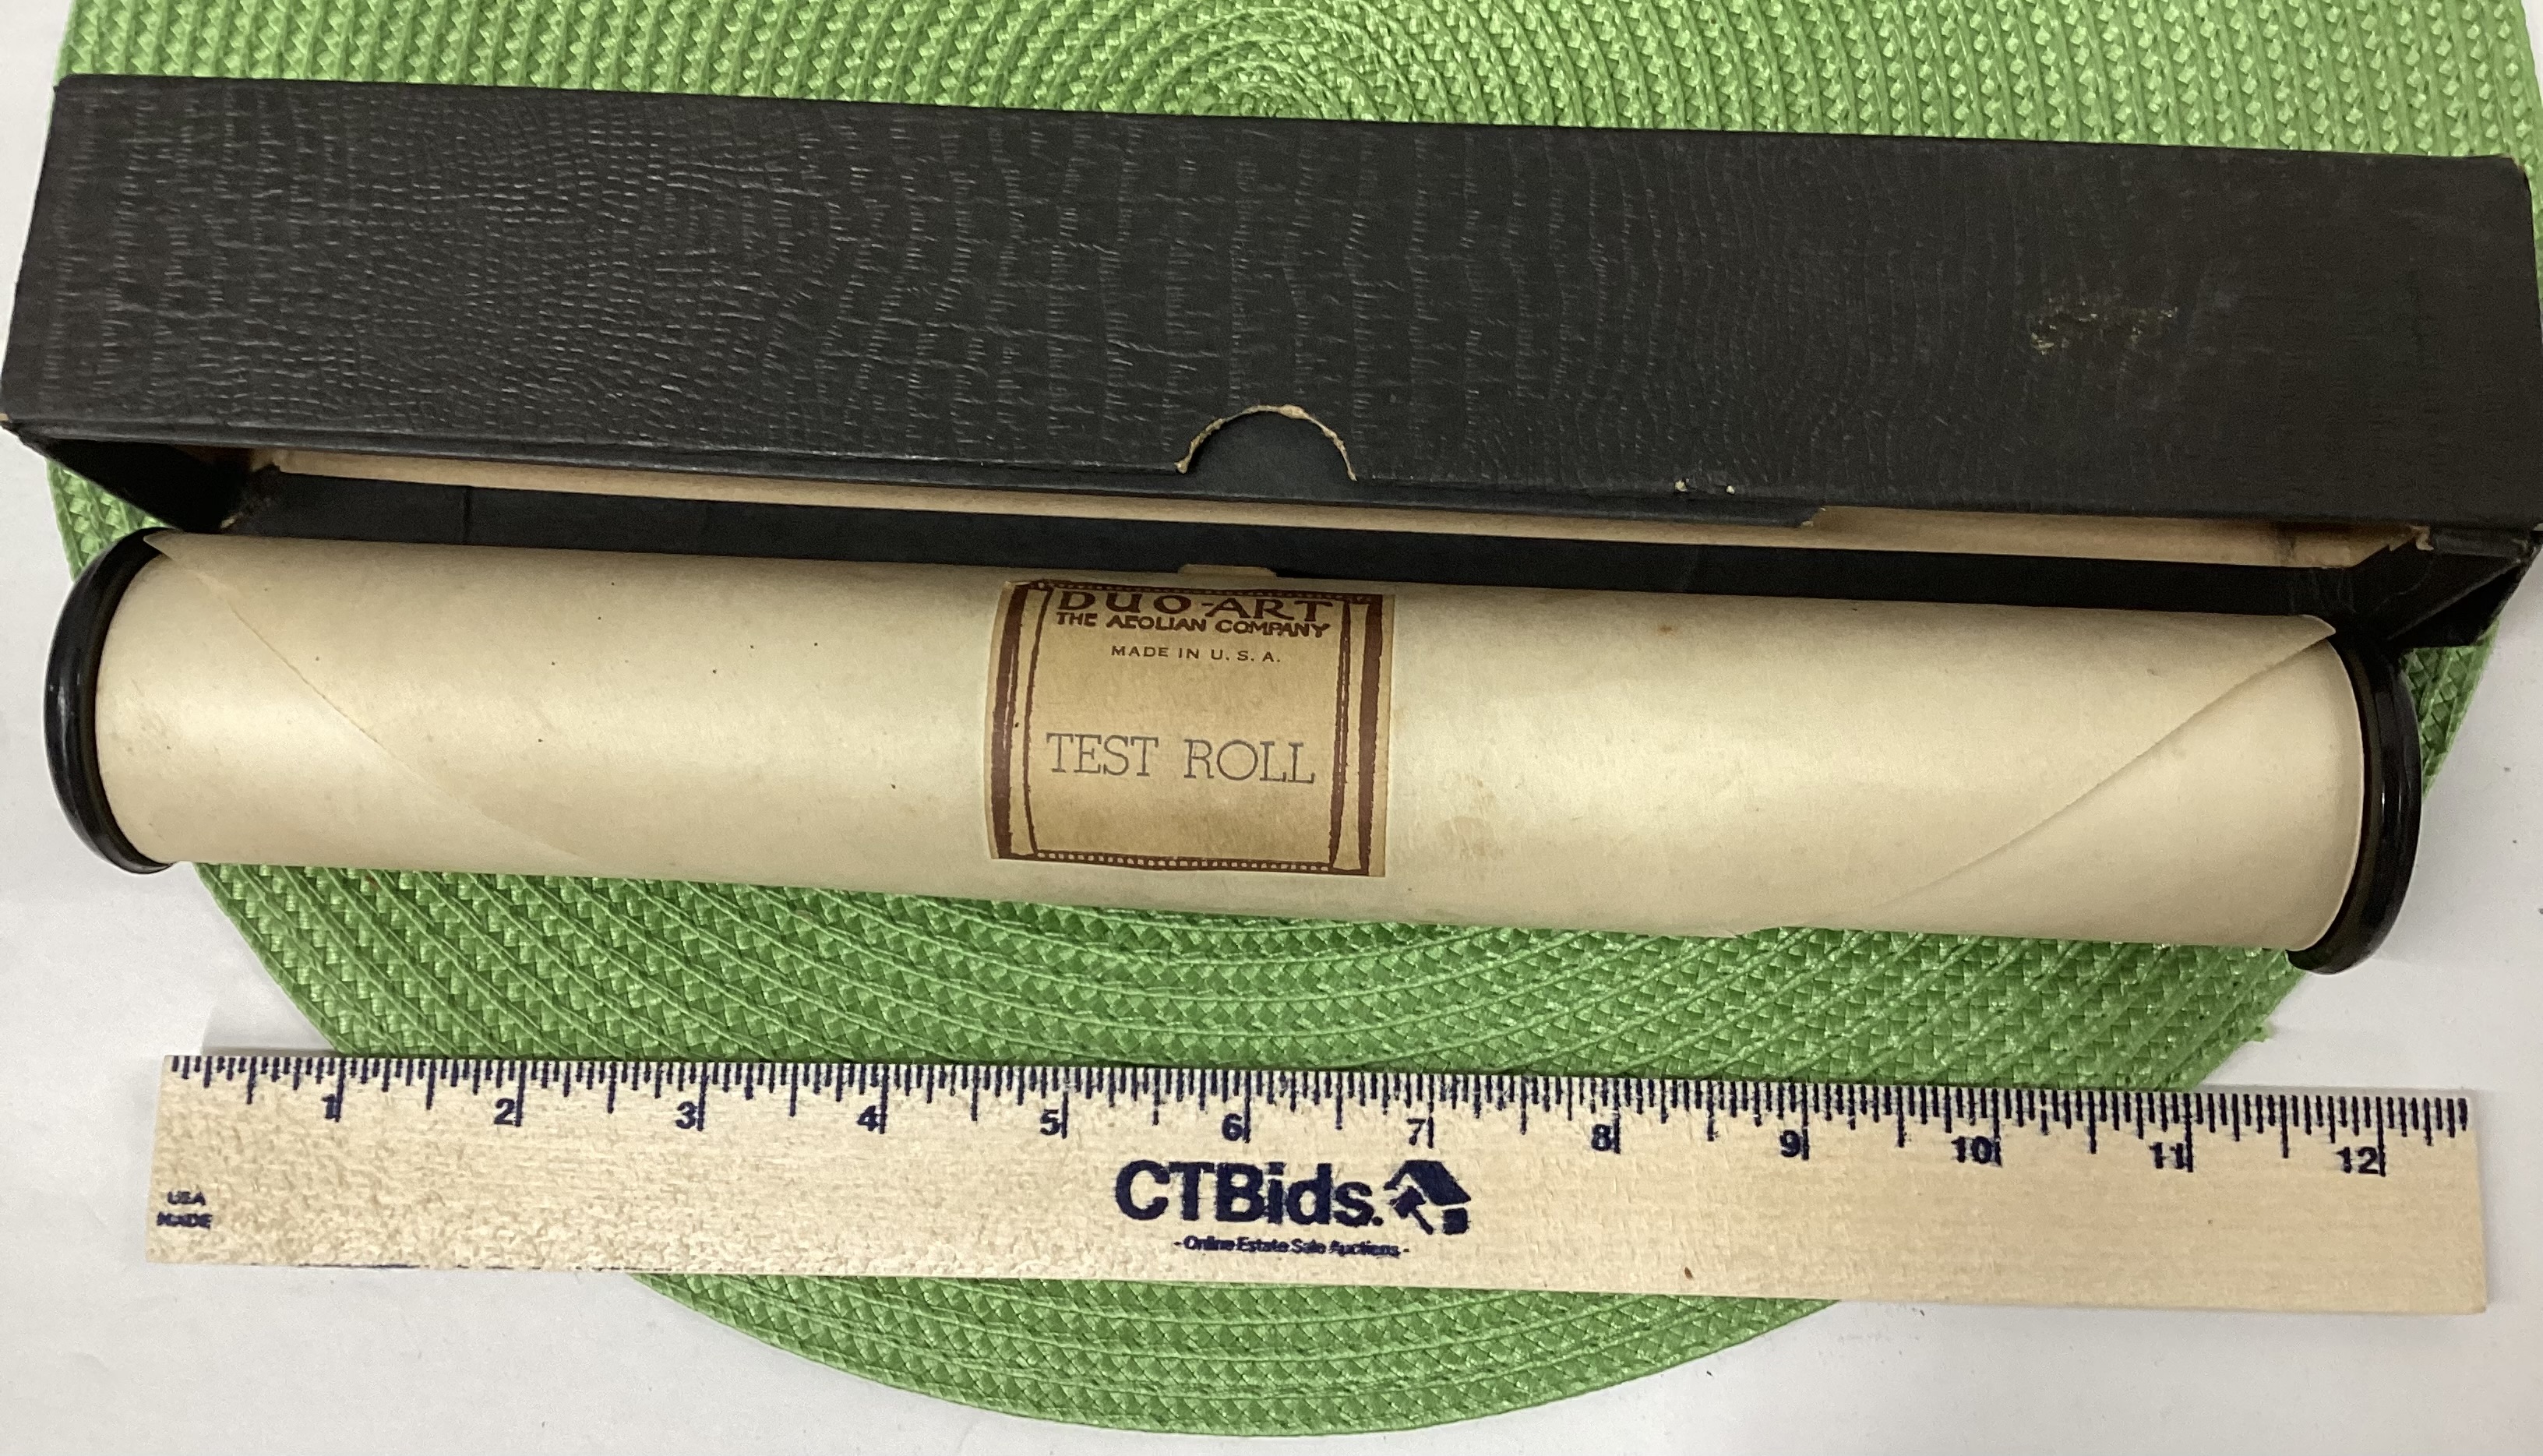 DUO-ART
THE AEOLIAN COMPANY
MADE IN U. S. A.
TEST ROLL
1 2 3 4 5 6 7 8 9 10 11 12
CTBids.
- Online Estate Sale Auctions -
USA
MADE